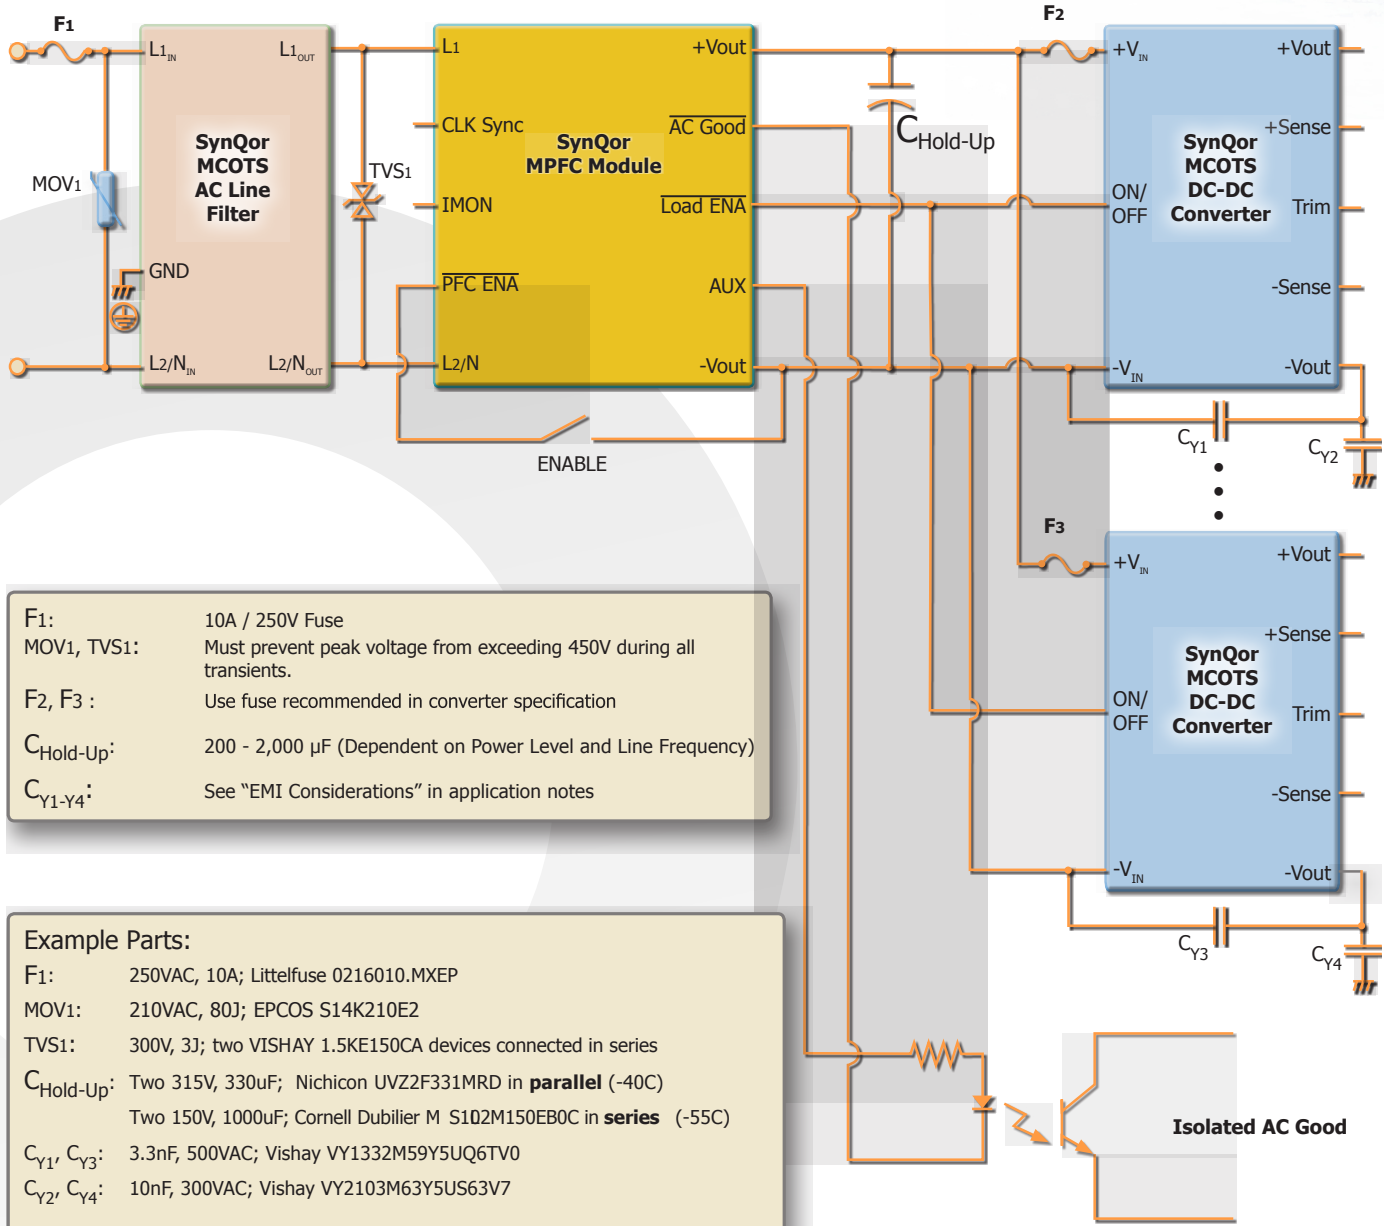 F1
L1IN
L1OUT
SynQor
MCOTS
AC Line
Filter
MOV1
GND
L2/NIN
L2/NOUT
TVS1
L1
+Vout
CLK Sync
AC Good
SynQor
MPFC Module
IMON
Load ENA
PFC ENA
AUX
L2/N
-Vout
ENABLE
CHold-Up
F2
+VIN
+Vout
+Sense
SynQor
MCOTS
DC-DC
Converter
ON/
OFF
Trim
-Sense
-VIN
-Vout
CY1
CY2
F3
+VIN
+Vout
+Sense
SynQor
MCOTS
DC-DC
Converter
ON/
OFF
Trim
-Sense
-VIN
-Vout
CY3
CY4
F1: 10A / 250V Fuse
MOV1, TVS1: Must prevent peak voltage from exceeding 450V during all
transients.
F2, F3 : Use fuse recommended in converter specification
CHold-Up: 200 - 2,000 µF (Dependent on Power Level and Line Frequency)
CY1-Y4: See “EMI Considerations” in application notes
Example Parts:
F1: 250VAC, 10A; Littelfuse 0216010.MXEP
MOV1: 210VAC, 80J; EPCOS S14K210E2
TVS1: 300V, 3J; two VISHAY 1.5KE150CA devices connected in series
CHold-Up: Two 315V, 330uF; Nichicon UVZ2F331MRD in parallel (-40C)
Two 150V, 1000uF; Cornell Dubilier M S102M150EB0C in series (-55C)
CY1, CY3: 3.3nF, 500VAC; Vishay VY1332M59Y5UQ6TV0
CY2, CY4: 10nF, 300VAC; Vishay VY2103M63Y5US63V7
Isolated AC Good